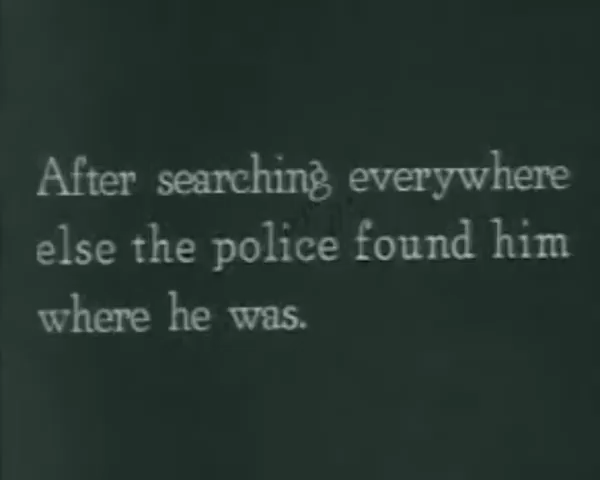 After searching everywhere
else the police found him
where he was.